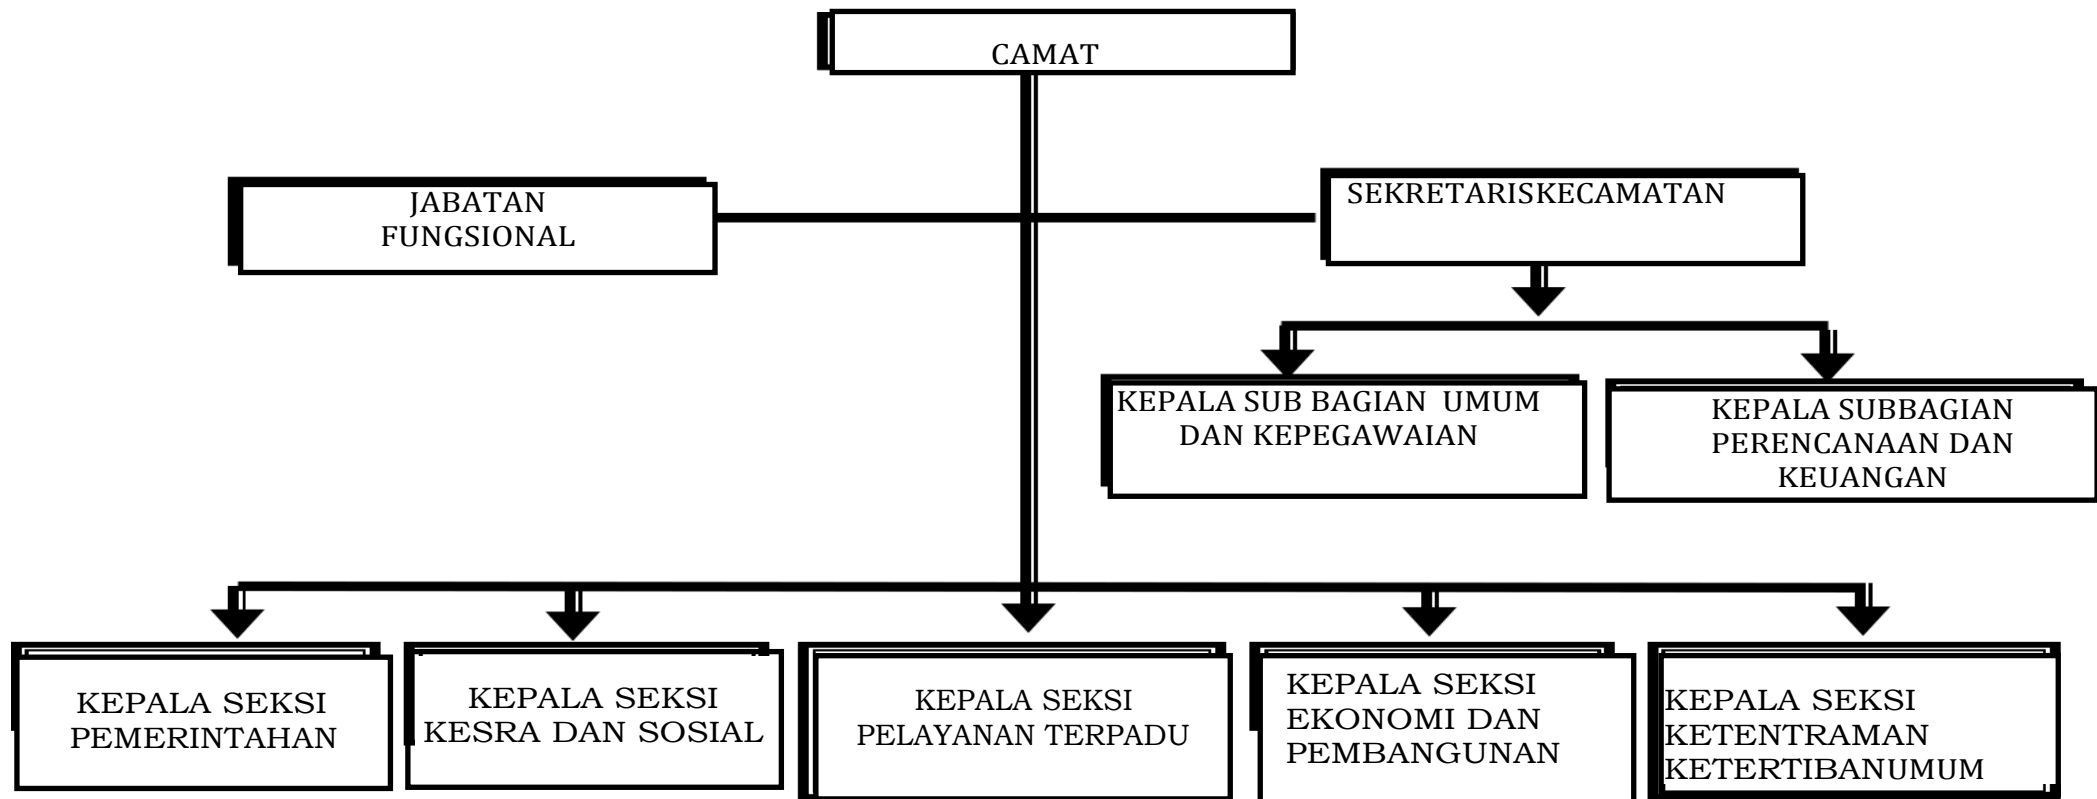 CAMAT
JABATAN
FUNGSIONAL
SEKRETARISKECAMATAN
KEPALA SUB BAGIAN UMUM
DAN KEPEGAWAIAN
KEPALA SUBBAGIAN
PERENCANAAN DAN
KEUANGAN
KEPALA SEKSI
PEMERINTAHAN
KEPALA SEKSI
KESRA DAN SOSIAL
KEPALA SEKSI
PELAYANAN TERPADU
KEPALA SEKSI
EKONOMI DAN
PEMBANGUNAN
KEPALA SEKSI
KETENTRAMAN
KETERTIBANUMUM